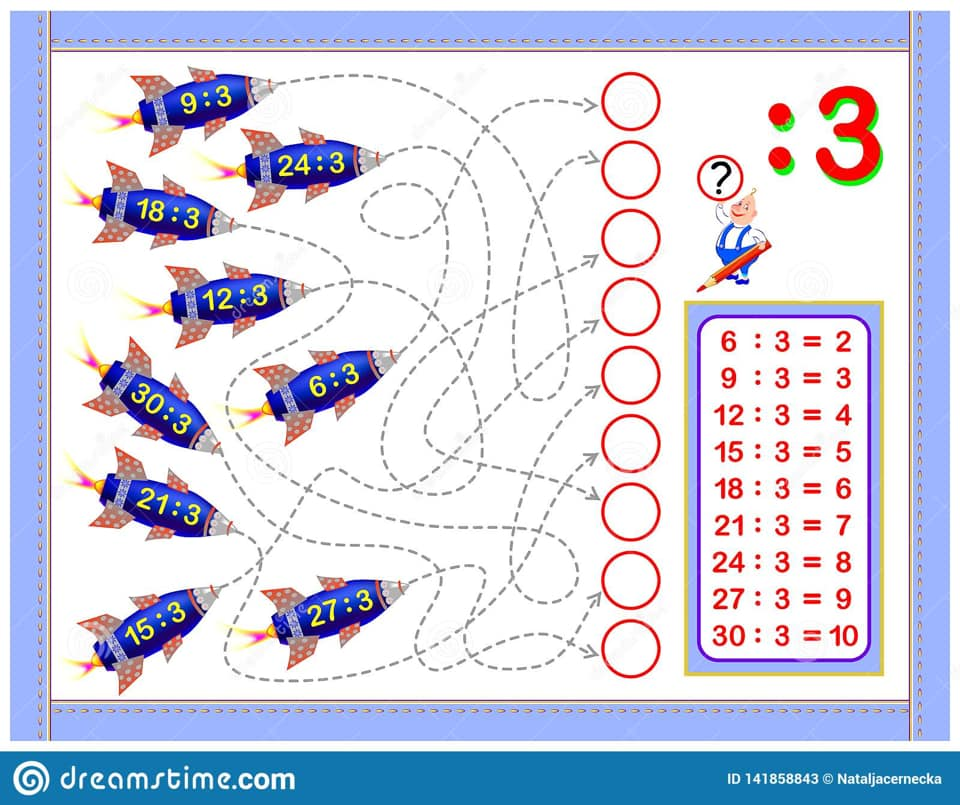 9:3
24:3
18:3
12:3
6:3
30:3
21:3
15:3
27:3
:3
?
6 : 3 = 2
9 : 3 = 3
12 : 3 = 4
15 : 3 = 5
18 : 3 = 6
21 : 3 = 7
24 : 3 = 8
27 : 3 = 9
30 : 3 = 10
dreamstime.com
ID 141858843 © Nataljacernecka